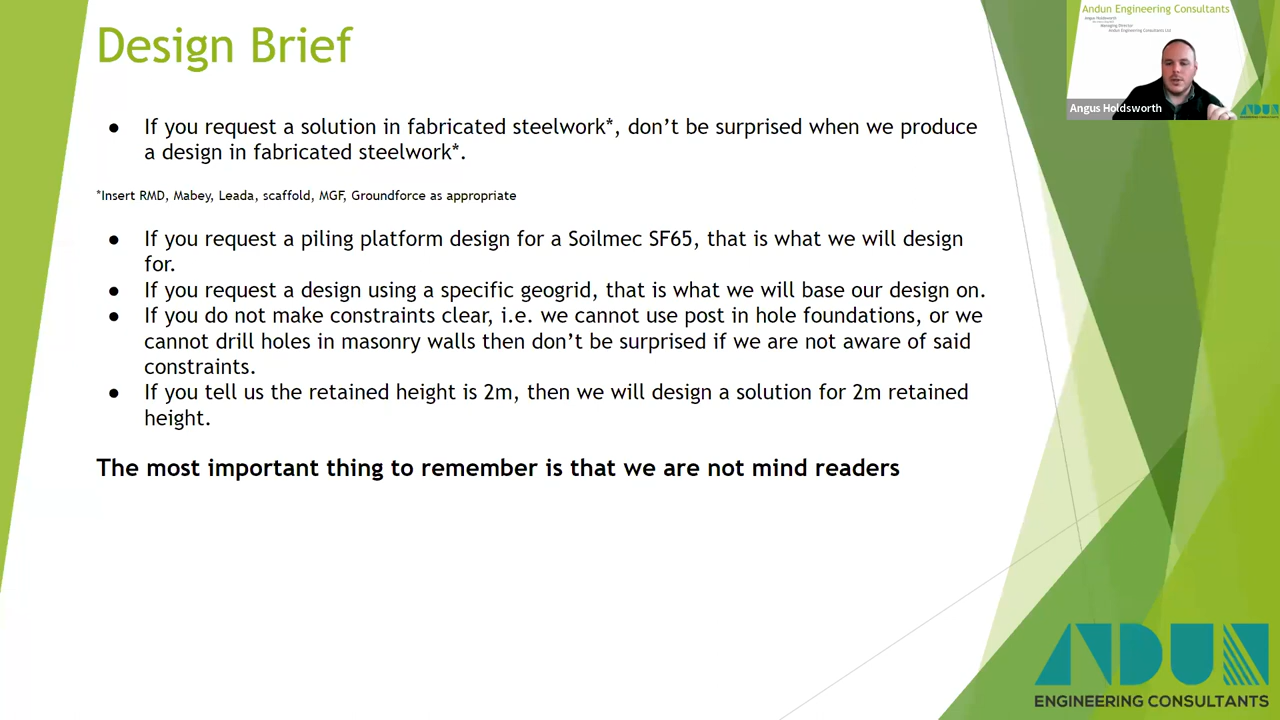 Design Brief
● If you request a solution in fabricated steelwork*, don’t be surprised when we produce
a design in fabricated steelwork*.
*Insert RMD, Mabey, Leada, scaffold, MGF, Groundforce as appropriate
● If you request a piling platform design for a Soilmec SF65, that is what we will design
for.
● If you request a design using a specific geogrid, that is what we will base our design on.
● If you do not make constraints clear, i.e. we cannot use post in hole foundations, or we
cannot drill holes in masonry walls then don’t be surprised if we are not aware of said
constraints.
● If you tell us the retained height is 2m, then we will design a solution for 2m retained
height.
The most important thing to remember is that we are not mind readers
Andun Engineering Consultants
Angus Holdsworth
Managing Director
Andun Engineering Consultants Ltd
Angus Holdsworth
ANDUN
ANDUN
ENGINEERING CONSULTANTS